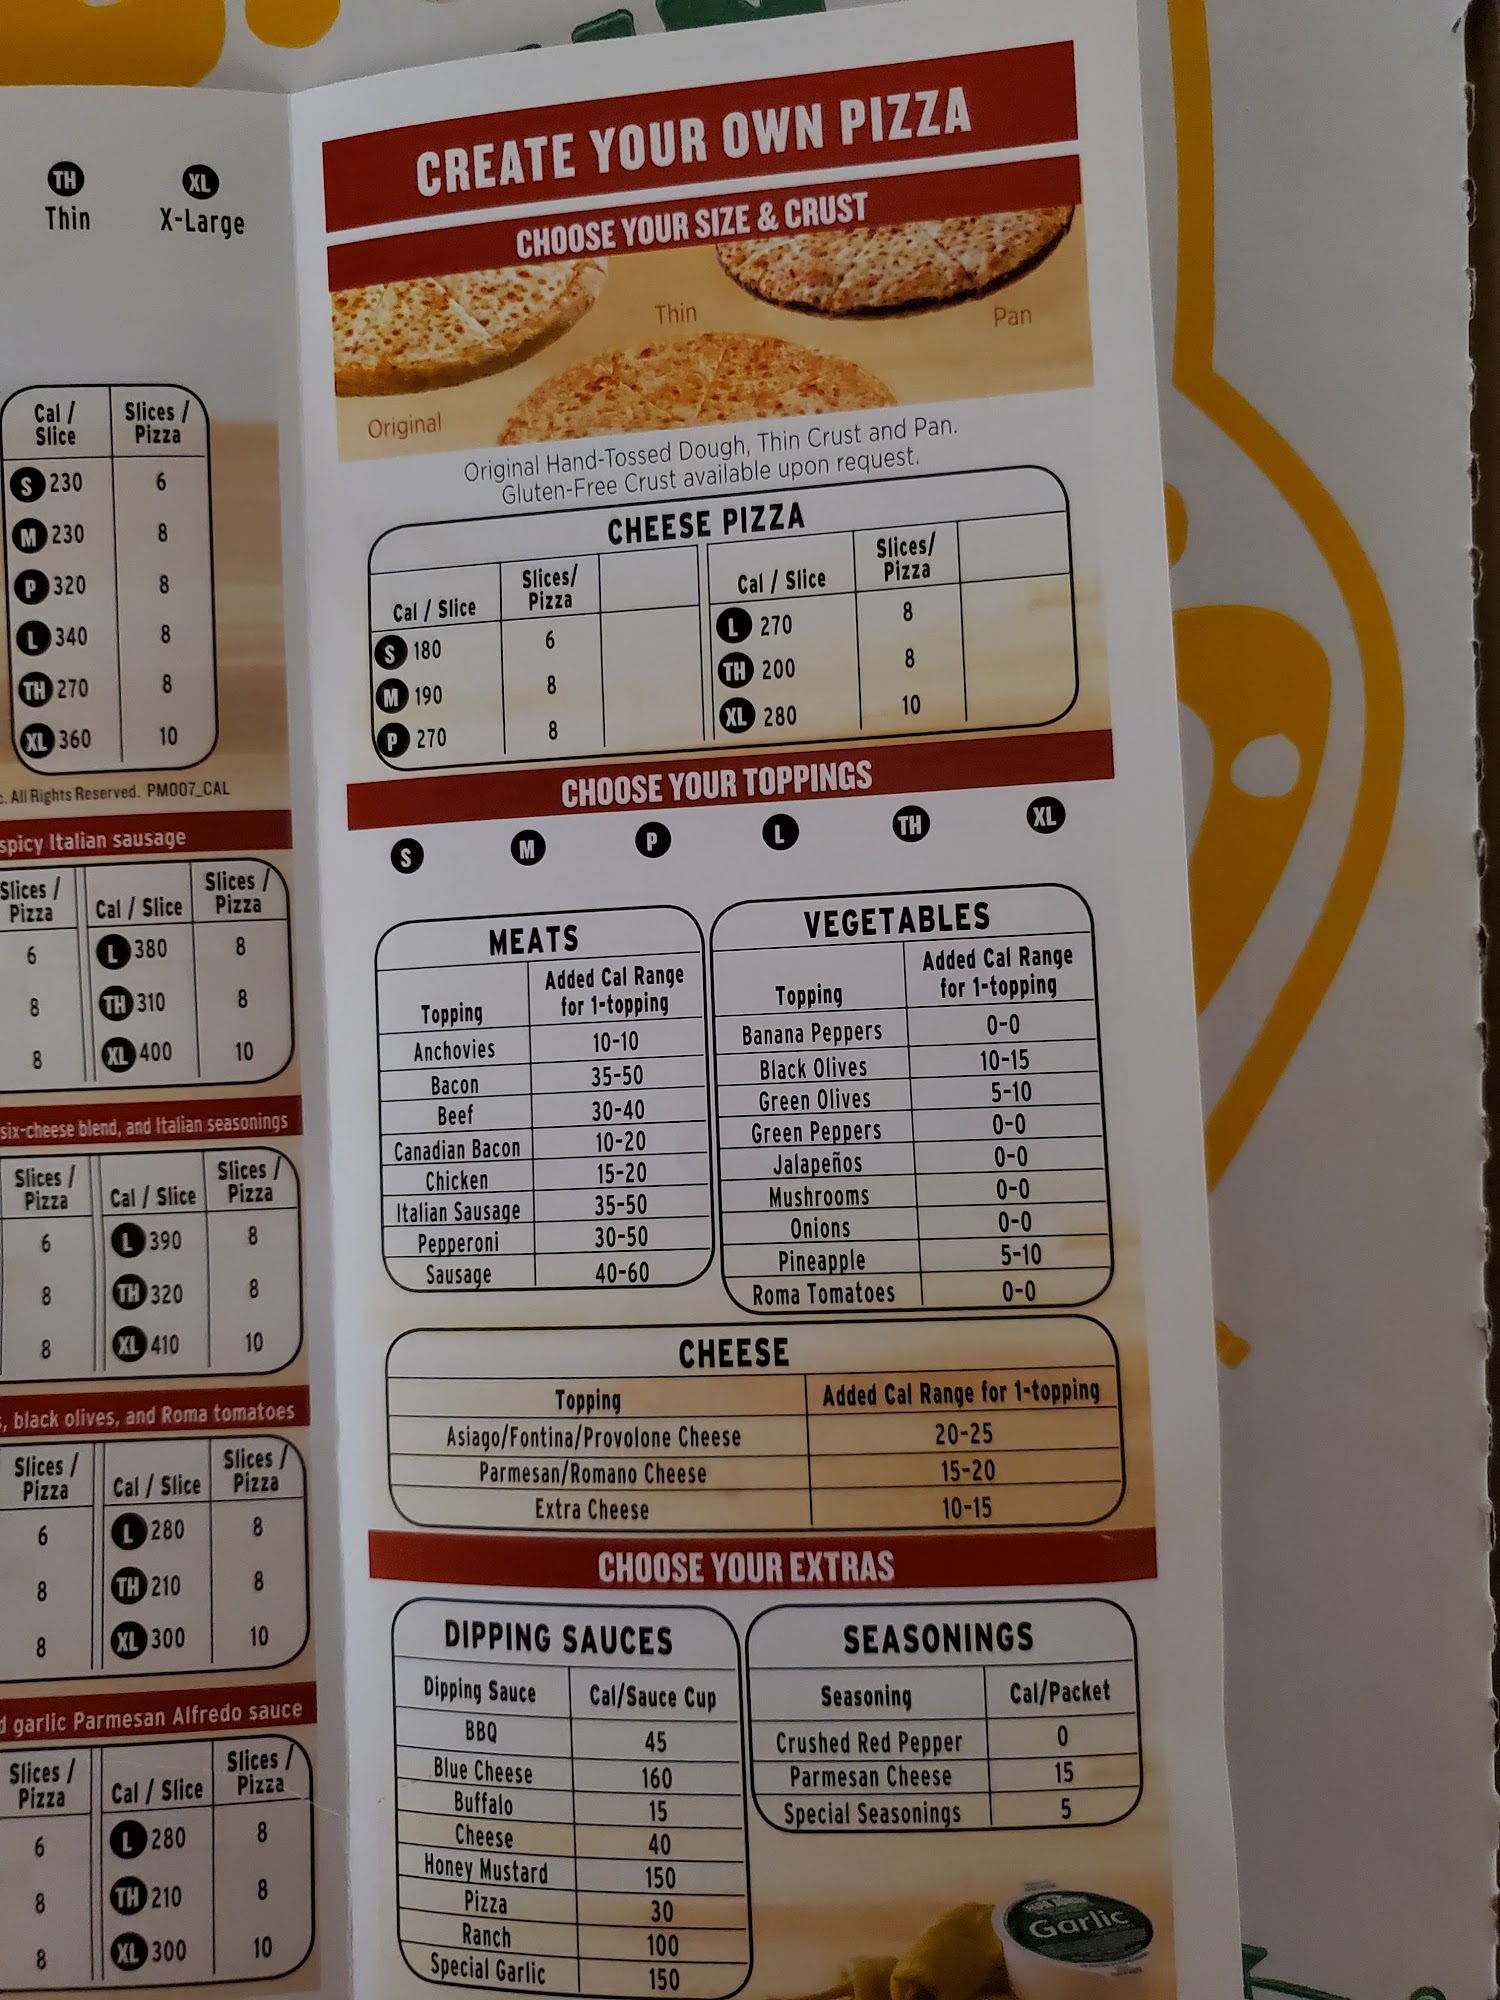 TH XL
Thin X-Large
Cal / Slices /
Slice Pizza
S 230 6
M 230 8
P 320 8
L 340 8
TH 270 8
XL 360 10
All Rights Reserved. PM007_CAL
spicy Italian sausage
Slices / Cal / Slice Slices /
Pizza Pizza
6 L 380 8
8 TH 310 8
8 XL 400 10
six-cheese blend, and Italian seasonings
Slices / Cal / Slice Slices /
Pizza Pizza
6 L 390 8
8 TH 320 8
8 XL 410 10
, black olives, and Roma tomatoes
Slices / Cal / Slice Slices /
Pizza Pizza
6 L 280 8
8 TH 210 8
8 XL 300 10
garlic Parmesan Alfredo sauce
Slices / Cal / Slice Slices /
Pizza Pizza
6 L 280 8
8 TH 210 8
8 XL 300 10
CREATE YOUR OWN PIZZA
CHOOSE YOUR SIZE & CRUST
Original Thin Pan
Original Hand-Tossed Dough, Thin Crust and Pan.
Gluten-Free Crust available upon request.
CHEESE PIZZA
Cal / Slice Slices/ Cal / Slice Slices/
Pizza Pizza
S 180 6 L 270 8
M 190 8 TH 200 8
P 270 8 XL 280 10
CHOOSE YOUR TOPPINGS
S M P L TH XL
MEATS
Topping Added Cal Range
for 1-topping
Anchovies 10-10
Bacon 35-50
Beef 30-40
Canadian Bacon 10-20
Chicken 15-20
Italian Sausage 35-50
Pepperoni 30-50
Sausage 40-60
VEGETABLES
Topping Added Cal Range
for 1-topping
Banana Peppers 0-0
Black Olives 10-15
Green Olives 5-10
Green Peppers 0-0
Jalapeños 0-0
Mushrooms 0-0
Onions 0-0
Pineapple 5-10
Roma Tomatoes 0-0
CHEESE
Topping Added Cal Range for 1-topping
Asiago/Fontina/Provolone Cheese 20-25
Parmesan/Romano Cheese 15-20
Extra Cheese 10-15
CHOOSE YOUR EXTRAS
DIPPING SAUCES
Dipping Sauce Cal/Sauce Cup
BBQ 45
Blue Cheese 160
Buffalo 15
Cheese 40
Honey Mustard 150
Pizza 30
Ranch 100
Special Garlic 150
SEASONINGS
Seasoning Cal/Packet
Crushed Red Pepper 0
Parmesan Cheese 15
Special Seasonings 5
Garlic